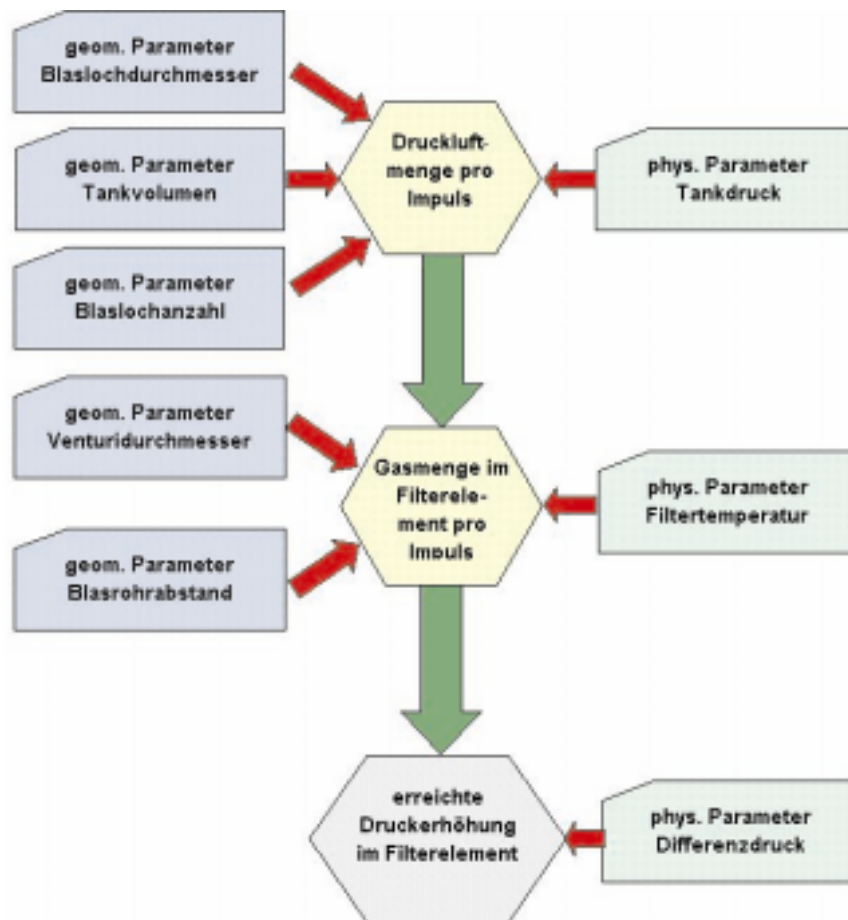 geom. Parameter
Blaslochdurchmesser
geom. Parameter
Tankvolumen
geom. Parameter
Blaslochanzahl
Druckluft-
menge pro
Impuls
phys. Parameter
Tankdruck
geom. Parameter
Venturidurchmesser
geom. Parameter
Blasrohrabstand
Gasmenge im
Filterele-
ment pro
Impuls
phys. Parameter
Filtertemperatur
erreichte
Druckerhöhung
im Filterelement
phys. Parameter
Differenzdruck